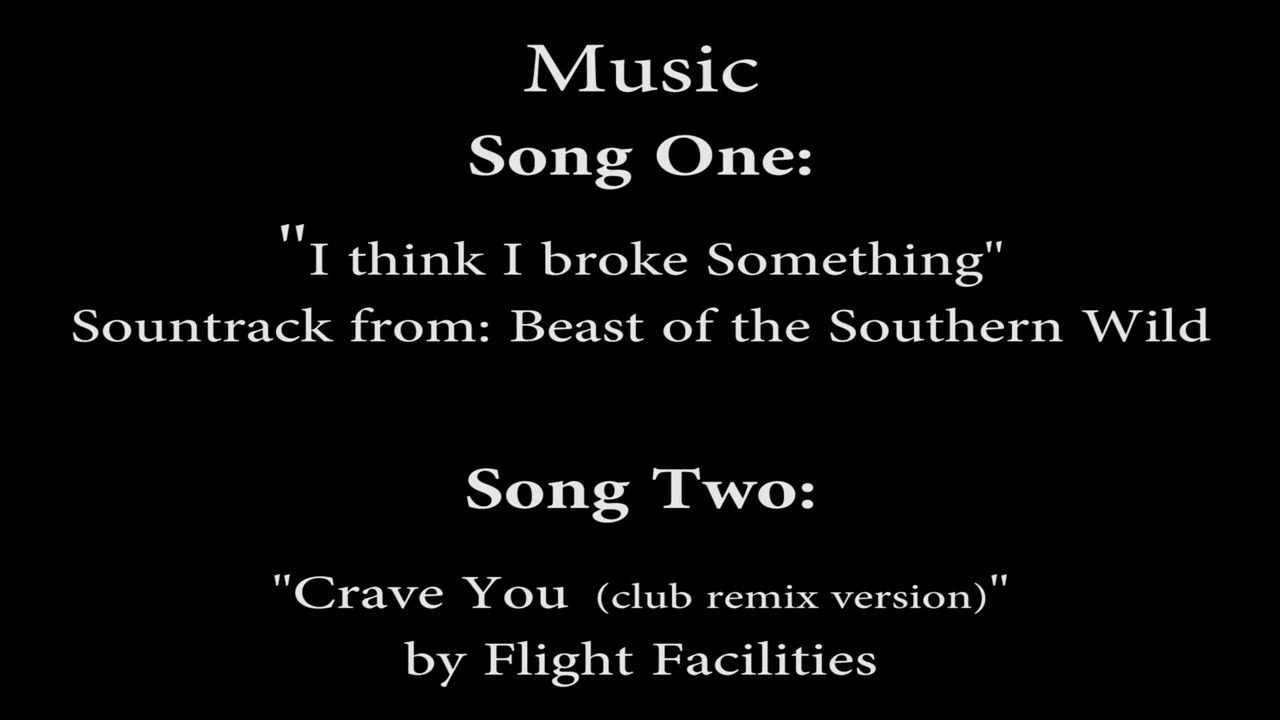 Music
Song One:
"I think I broke Something"
Sountrack from: Beast of the Southern Wild
Song Two:
"Crave You (club remix version)"
by Flight Facilities